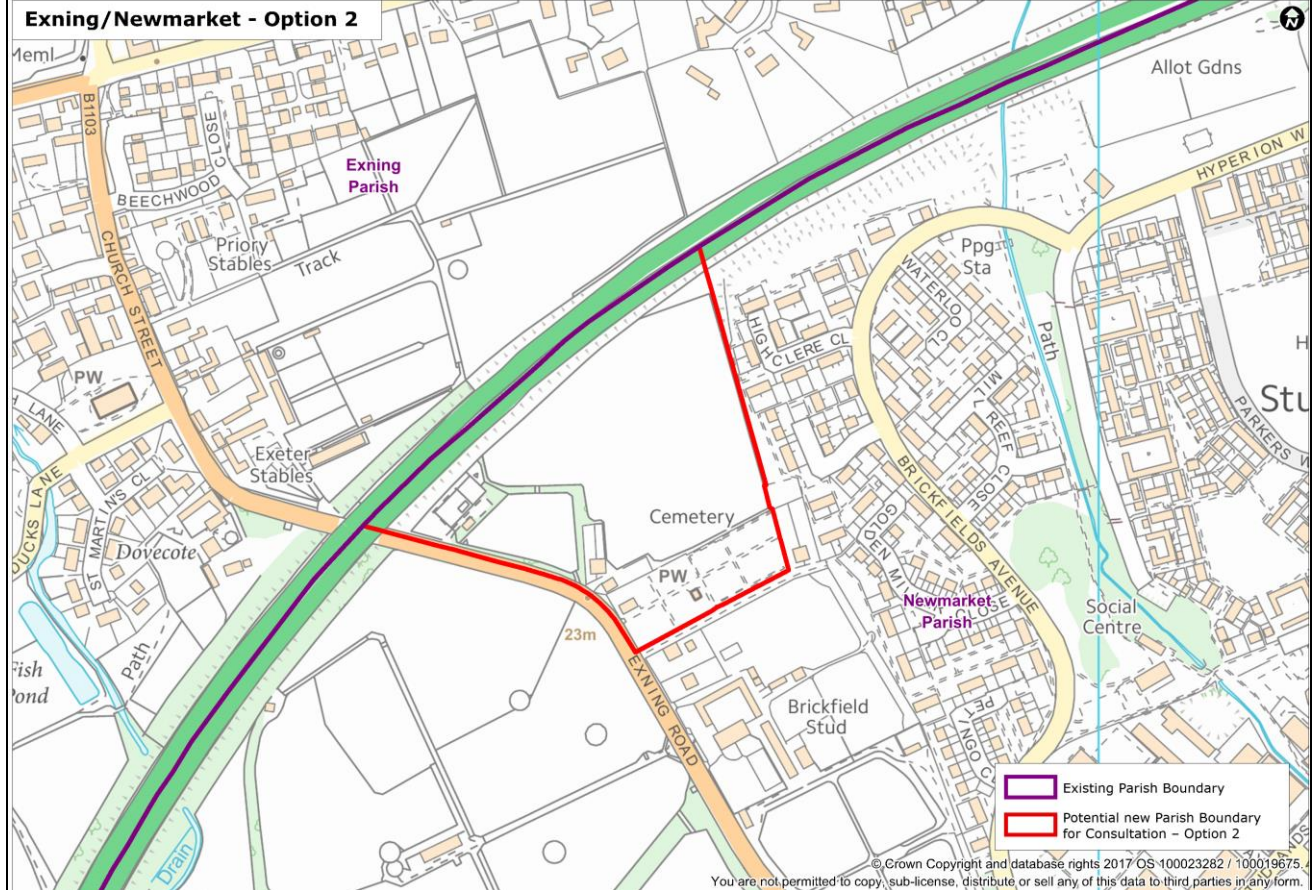 Exning/Newmarket - Option 2
N
Meml
Allot Gdns
B1103
BEECHWOOD CLOSE
Exning
Parish
HYPERION W
CHURCH STREET
Priory
Stables
Track
Ppg
Sta
WATERLOO CL
HIGHCLERE CL
Path
MILL REEF CLOSE
Stu
H
PARKERS W
PW
H LANE
DUCKS LANE
ST MARTIN'S CL
Exeter
Stables
Dovecote
Cemetery
BRICKFIELDS AVENUE
GOLDEN MILLER CLOSE
PW
Newmarket
Parish
Social
Centre
23m
Path
Fish
Pond
EXNING ROAD
Brickfield
Stud
PETINGO CL
Drain
Existing Parish Boundary
Potential new Parish Boundary
for Consultation – Option 2
© Crown Copyright and database rights 2017 OS 100023282 / 100019675.
You are not permitted to copy, sub-license, distribute or sell any of this data to third parties in any form.